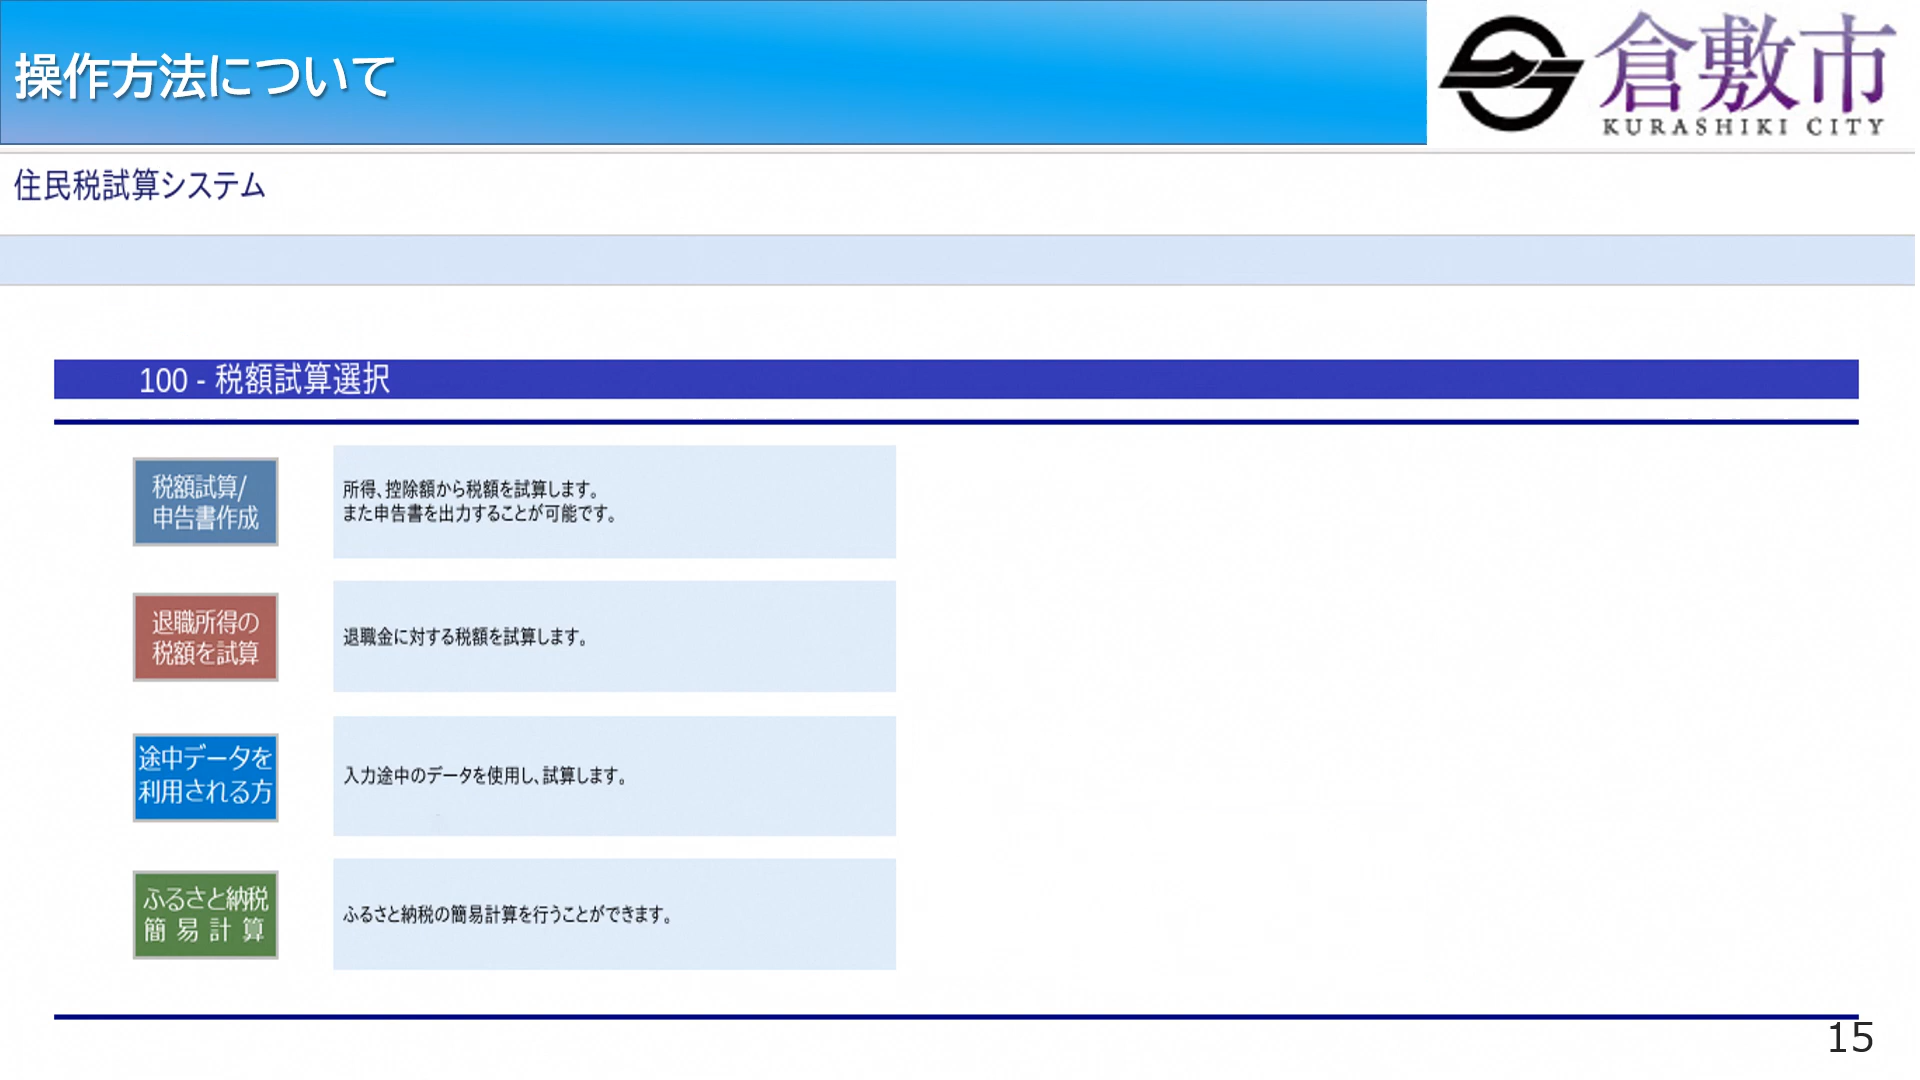 操作方法について
倉敷市
KURASHIKI CITY
住民税試算システム
100 - 税額試算選択
税額試算/
申告書作成
所得、控除額から税額を試算します。
また申告書を出力することが可能です。
退職所得の
税額を試算
退職金に対する税額を試算します。
途中データを
利用される方
入力途中のデータを使用し、試算します。
ふるさと納税
簡易計算
ふるさと納税の簡易計算を行うことができます。
15